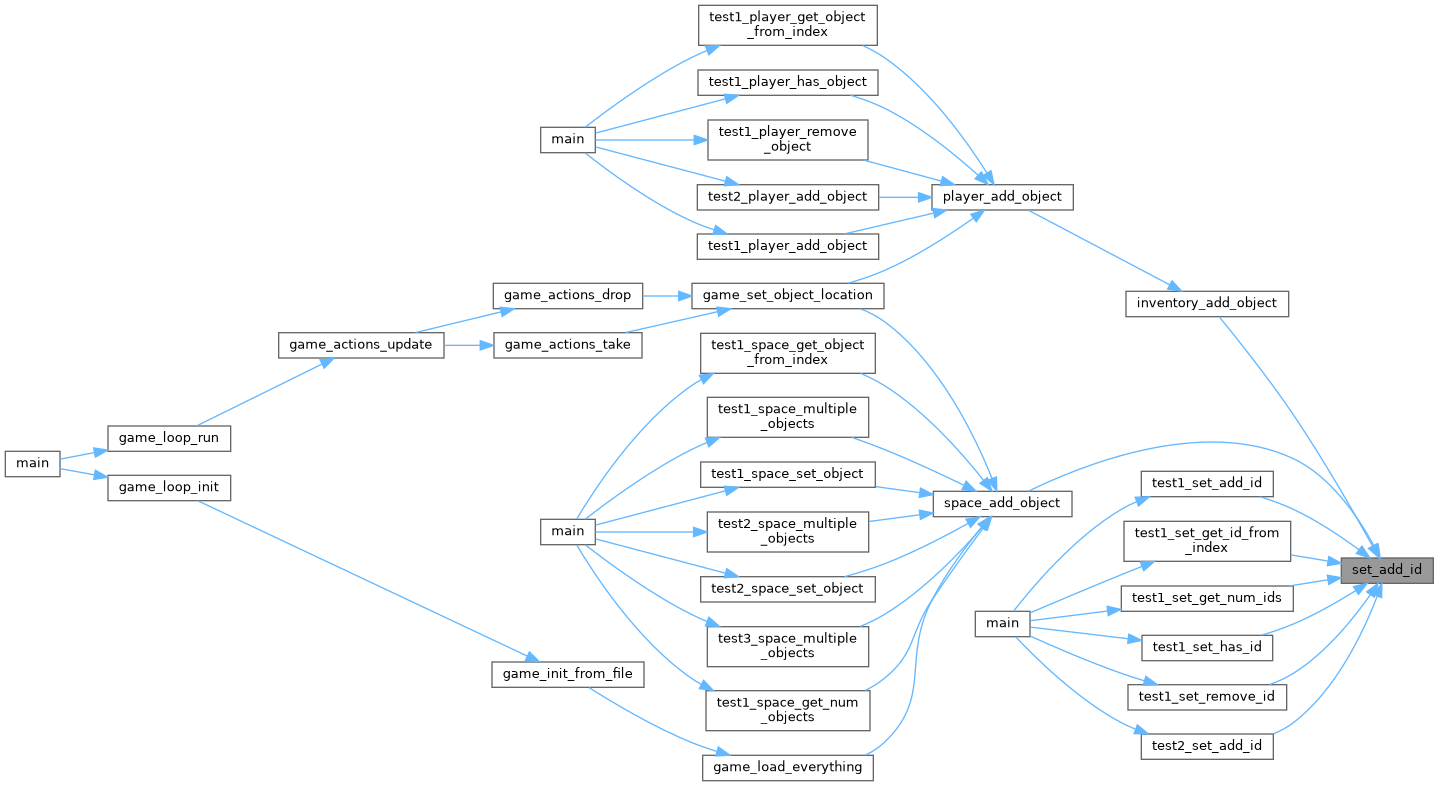 test1_player_get_object
_from_index
test1_player_has_object
main
test1_player_remove
_object
test2_player_add_object
player_add_object
test1_player_add_object
game_actions_drop
game_set_object_location
inventory_add_object
game_actions_update
game_actions_take
test1_space_get_object
_from_index
test1_space_multiple
_objects
game_loop_run
main
game_loop_init
test1_space_set_object
space_add_object
test1_set_add_id
main
test2_space_multiple
_objects
test1_set_get_id_from
_index
set_add_id
test2_space_set_object
test1_set_get_num_ids
main
test3_space_multiple
_objects
test1_set_has_id
game_init_from_file
test1_set_remove_id
test1_space_get_num
_objects
test2_set_add_id
game_load_everything